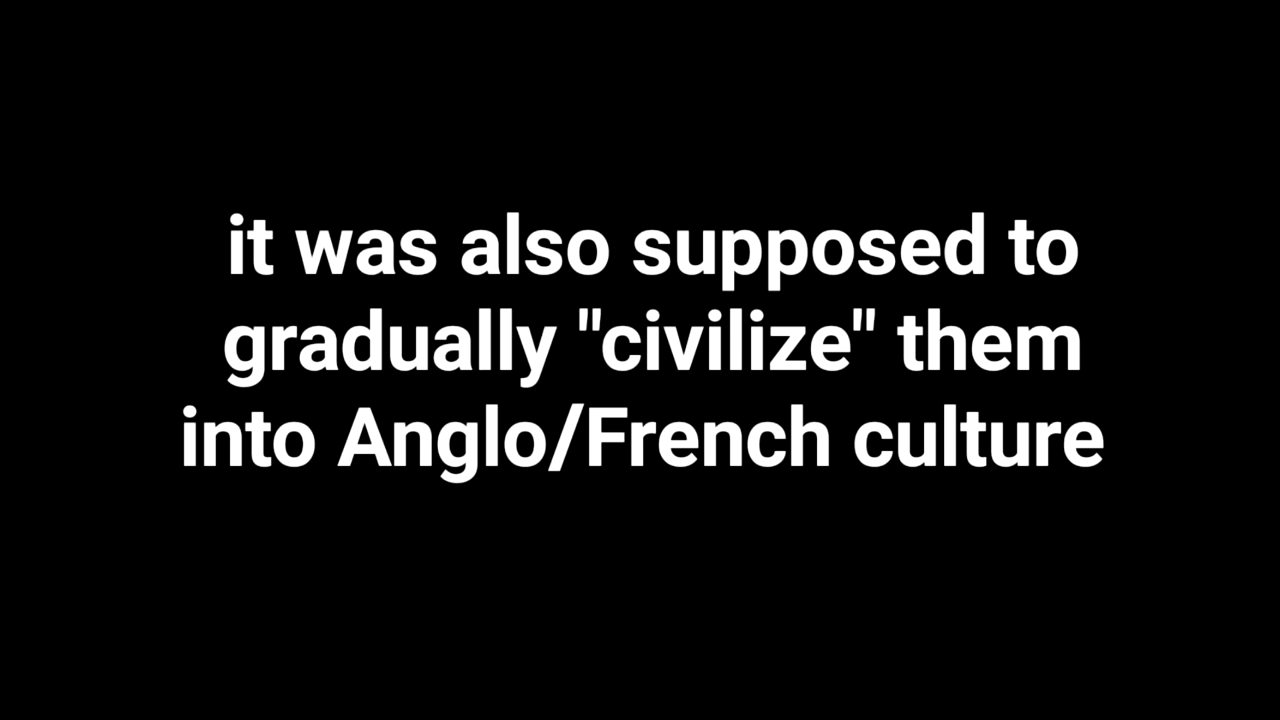 it was also supposed to
gradually "civilize" them
into Anglo/French culture